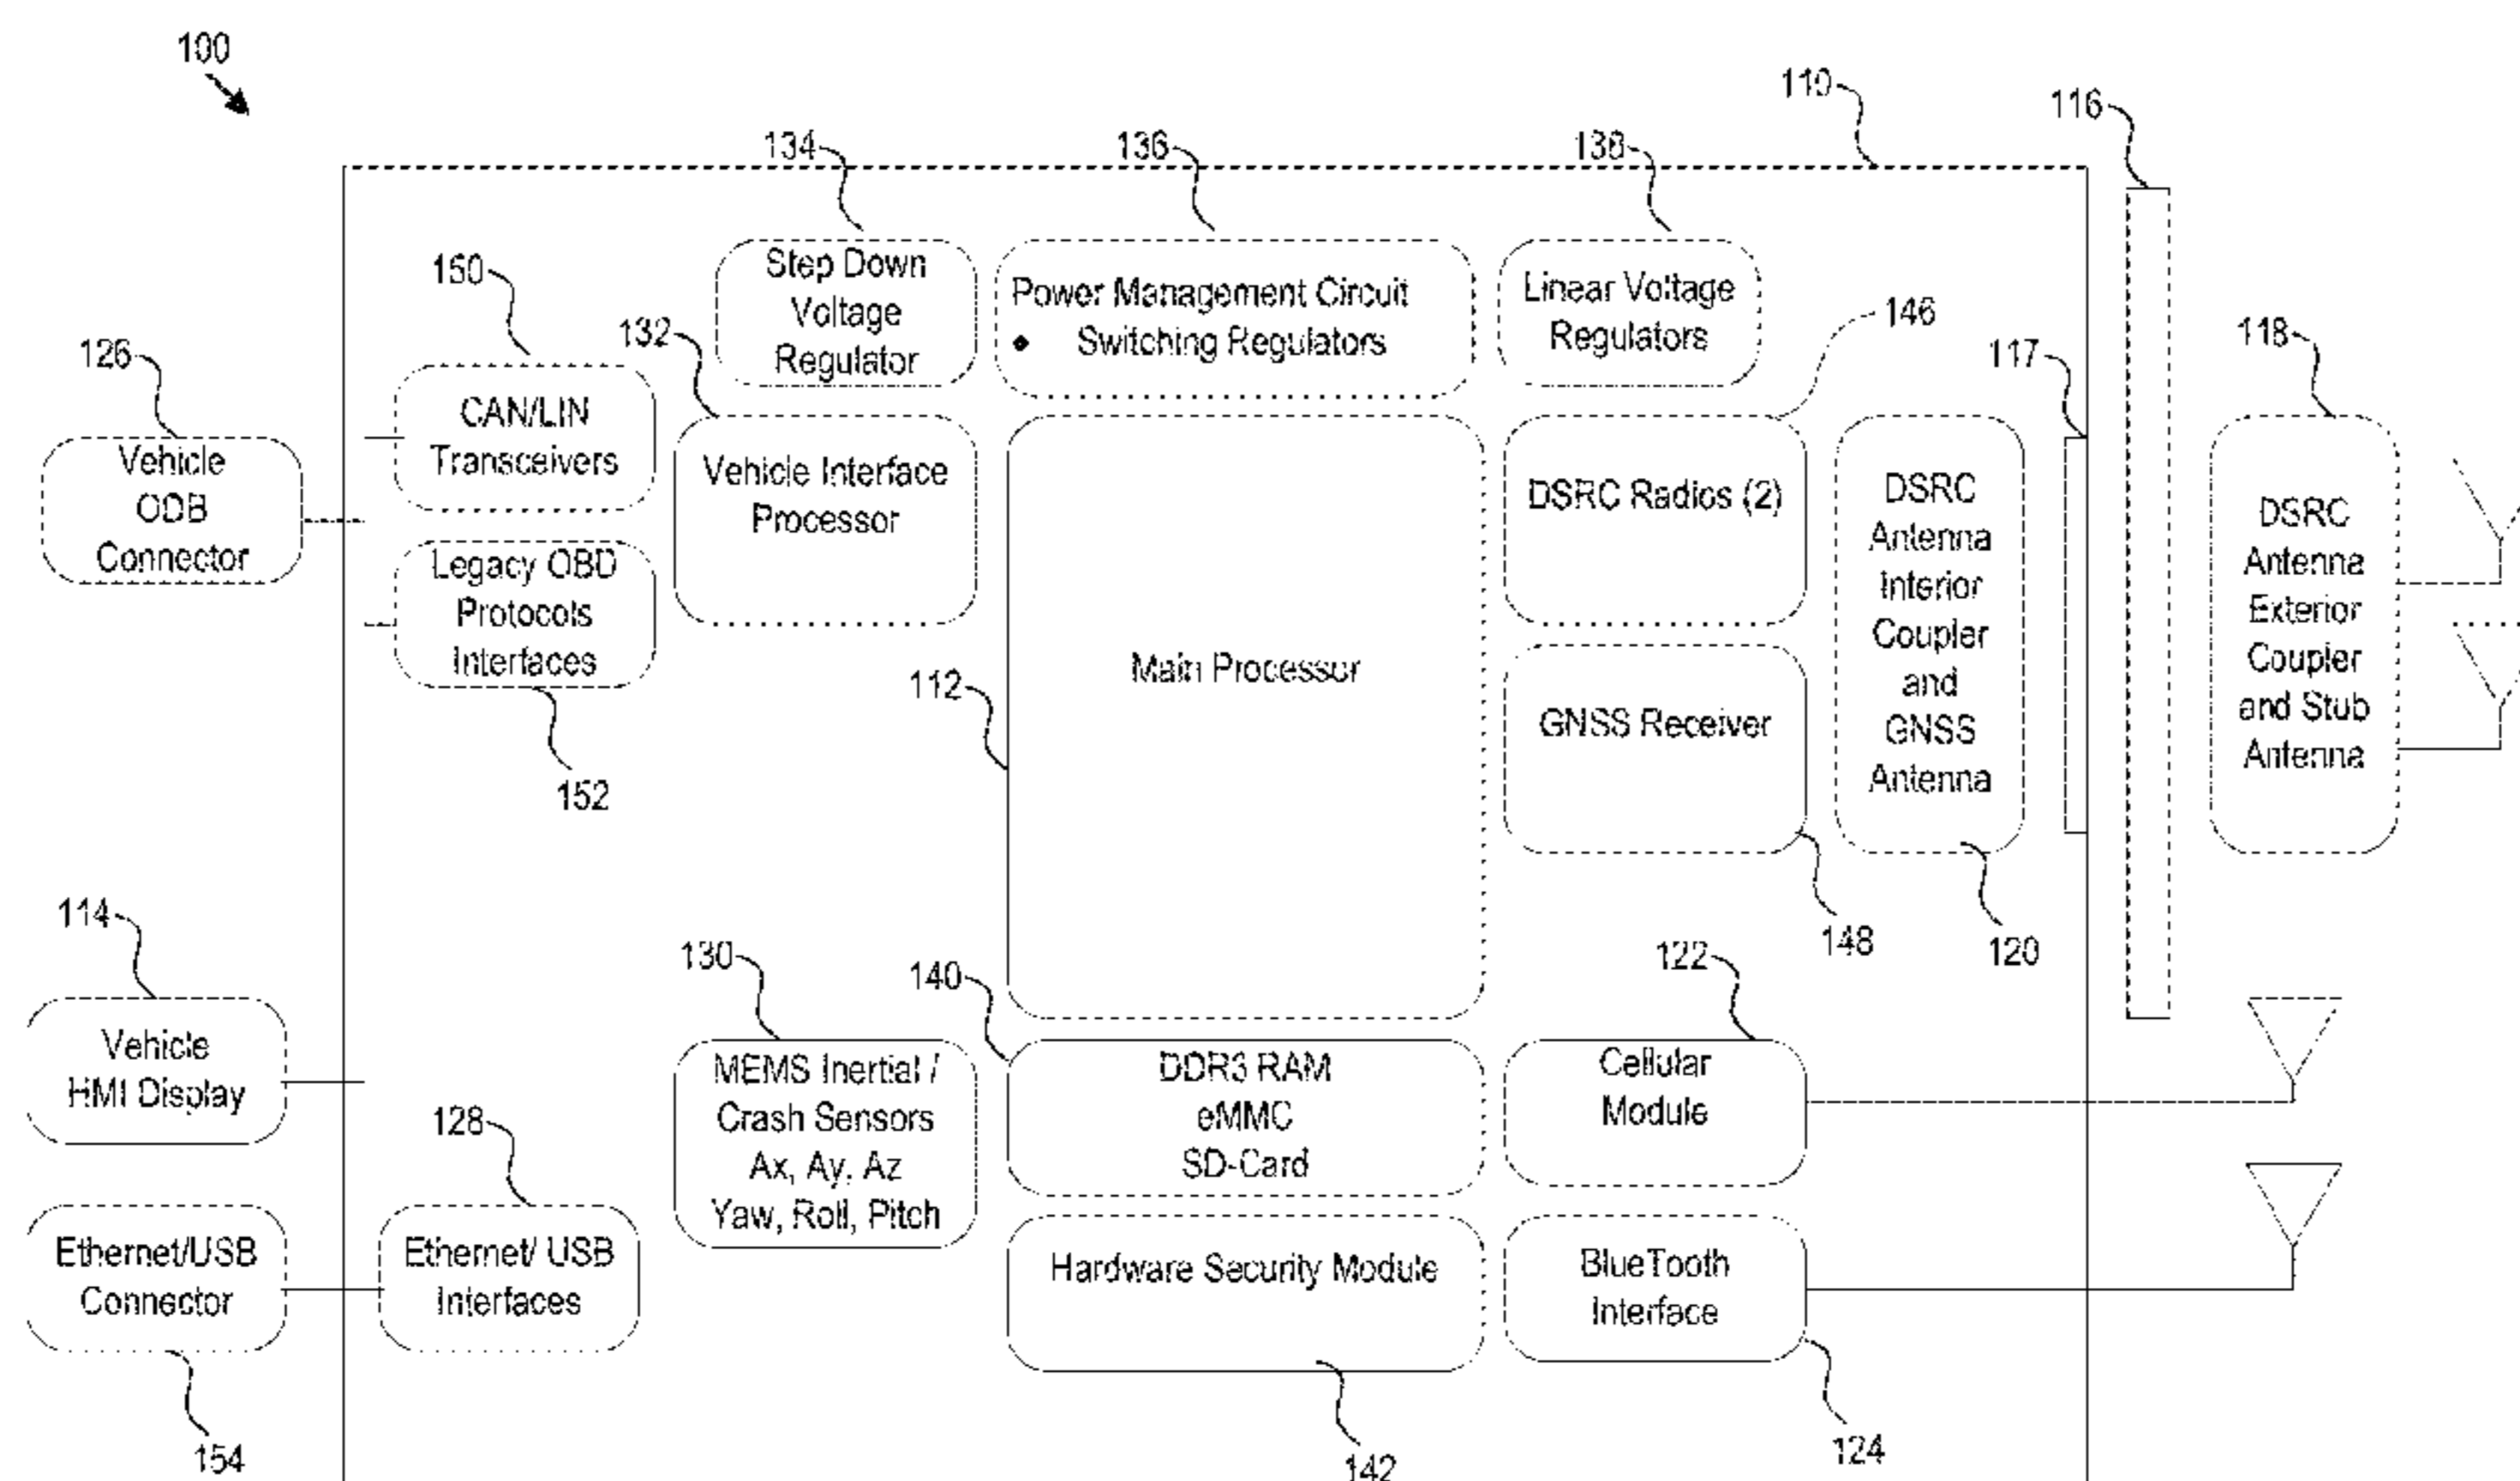 100
110
116
134
136
138
Step Down
Voltage
Regulator
Power Management Circuit
◆ Switching Regulators
Linear Voltage
Regulators
146
150
132
117
118
126
CAN/LIN
Transceivers
Vehicle
ODB
Connector
Vehicle Interface
Processor
DSRC Radios (2)
DSRC
Antenna
Interior
Coupler
and
GNSS
Antenna
DSRC
Antenna
Exterior
Coupler
and Stub
Antenna
Legacy OBD
Protocols
Interfaces
152
112
Main Processor
GNSS Receiver
148
120
114
130
140
122
Vehicle
HMI Display
MEMS Inertial /
Crash Sensors
Ax, Ay, Az
Yaw, Roll, Pitch
DDR3 RAM
eMMC
SD-Card
Cellular
Module
128
Ethernet/USB
Connector
Ethernet/ USB
Interfaces
Hardware Security Module
BlueTooth
Interface
154
142
124